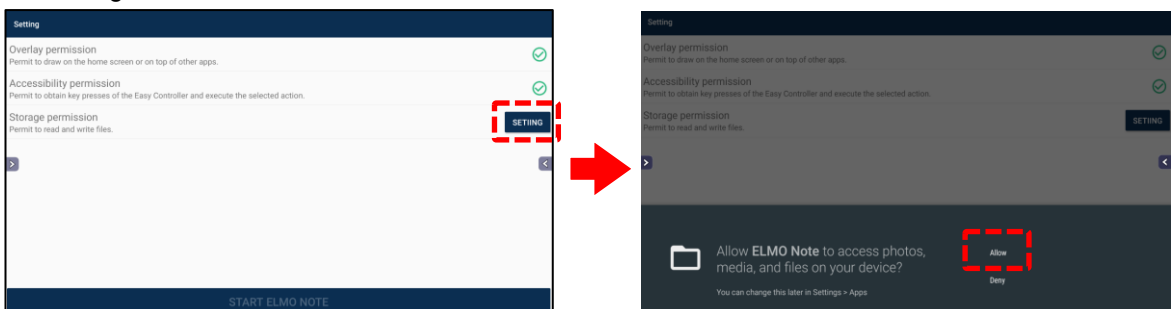 Setting
Overlay permission
Permit to draw on the home screen or on top of other apps.
Accessibility permission
Permit to obtain key presses of the Easy Controller and execute the selected action.
Storage permission
Permit to read and write files.
SETIING
START ELMO NOTE
Setting
Overlay permission
Permit to draw on the home screen or on top of other apps.
Accessibility permission
Permit to obtain key presses of the Easy Controller and execute the selected action.
Storage permission
Permit to read and write files.
SETIING
Allow ELMO Note to access photos,
media, and files on your device?
You can change this later in Settings > Apps
Allow
Deny